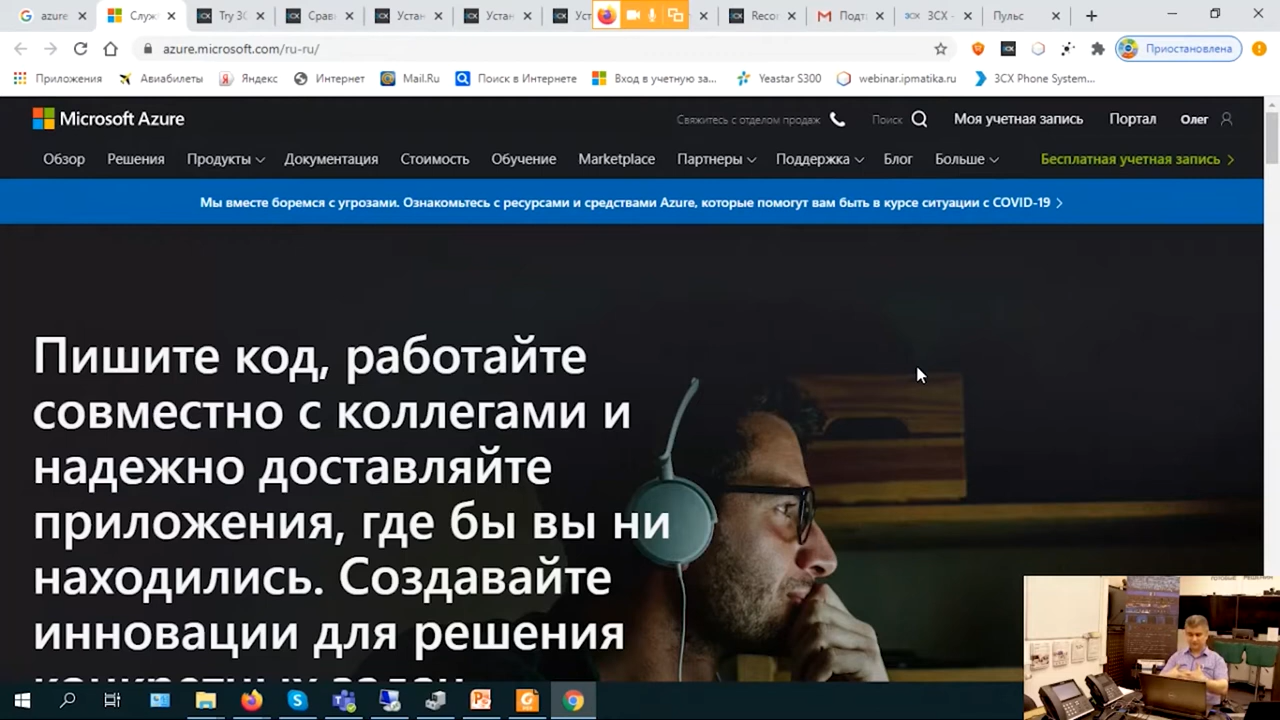 azure
Служ
Try 3C
Сравн
Устан
Устан
Уст
Recor
Подта
3CX -
Пульс
azure.microsoft.com/ru-ru/
Приостановлена
Приложения
Авиабилеты
Яндекс
Интернет
Mail.Ru
Поиск в Интернете
Вход в учетную за...
Yeastar S300
webinar.ipmatika.ru
3CX Phone System...
Microsoft Azure
Свяжитесь с отделом продаж
Поиск
Моя учетная запись
Портал
Олег
Обзор
Решения
Продукты
Документация
Стоимость
Обучение
Marketplace
Партнеры
Поддержка
Блог
Больше
Бесплатная учетная запись
Мы вместе боремся с угрозами. Ознакомьтесь с ресурсами и средствами Azure, которые помогут вам быть в курсе ситуации с COVID-19
Пишите код, работайте
совместно с коллегами и
надежно доставляйте
приложения, где бы вы ни
находились. Создавайте
инновации для решения
конкретных задач